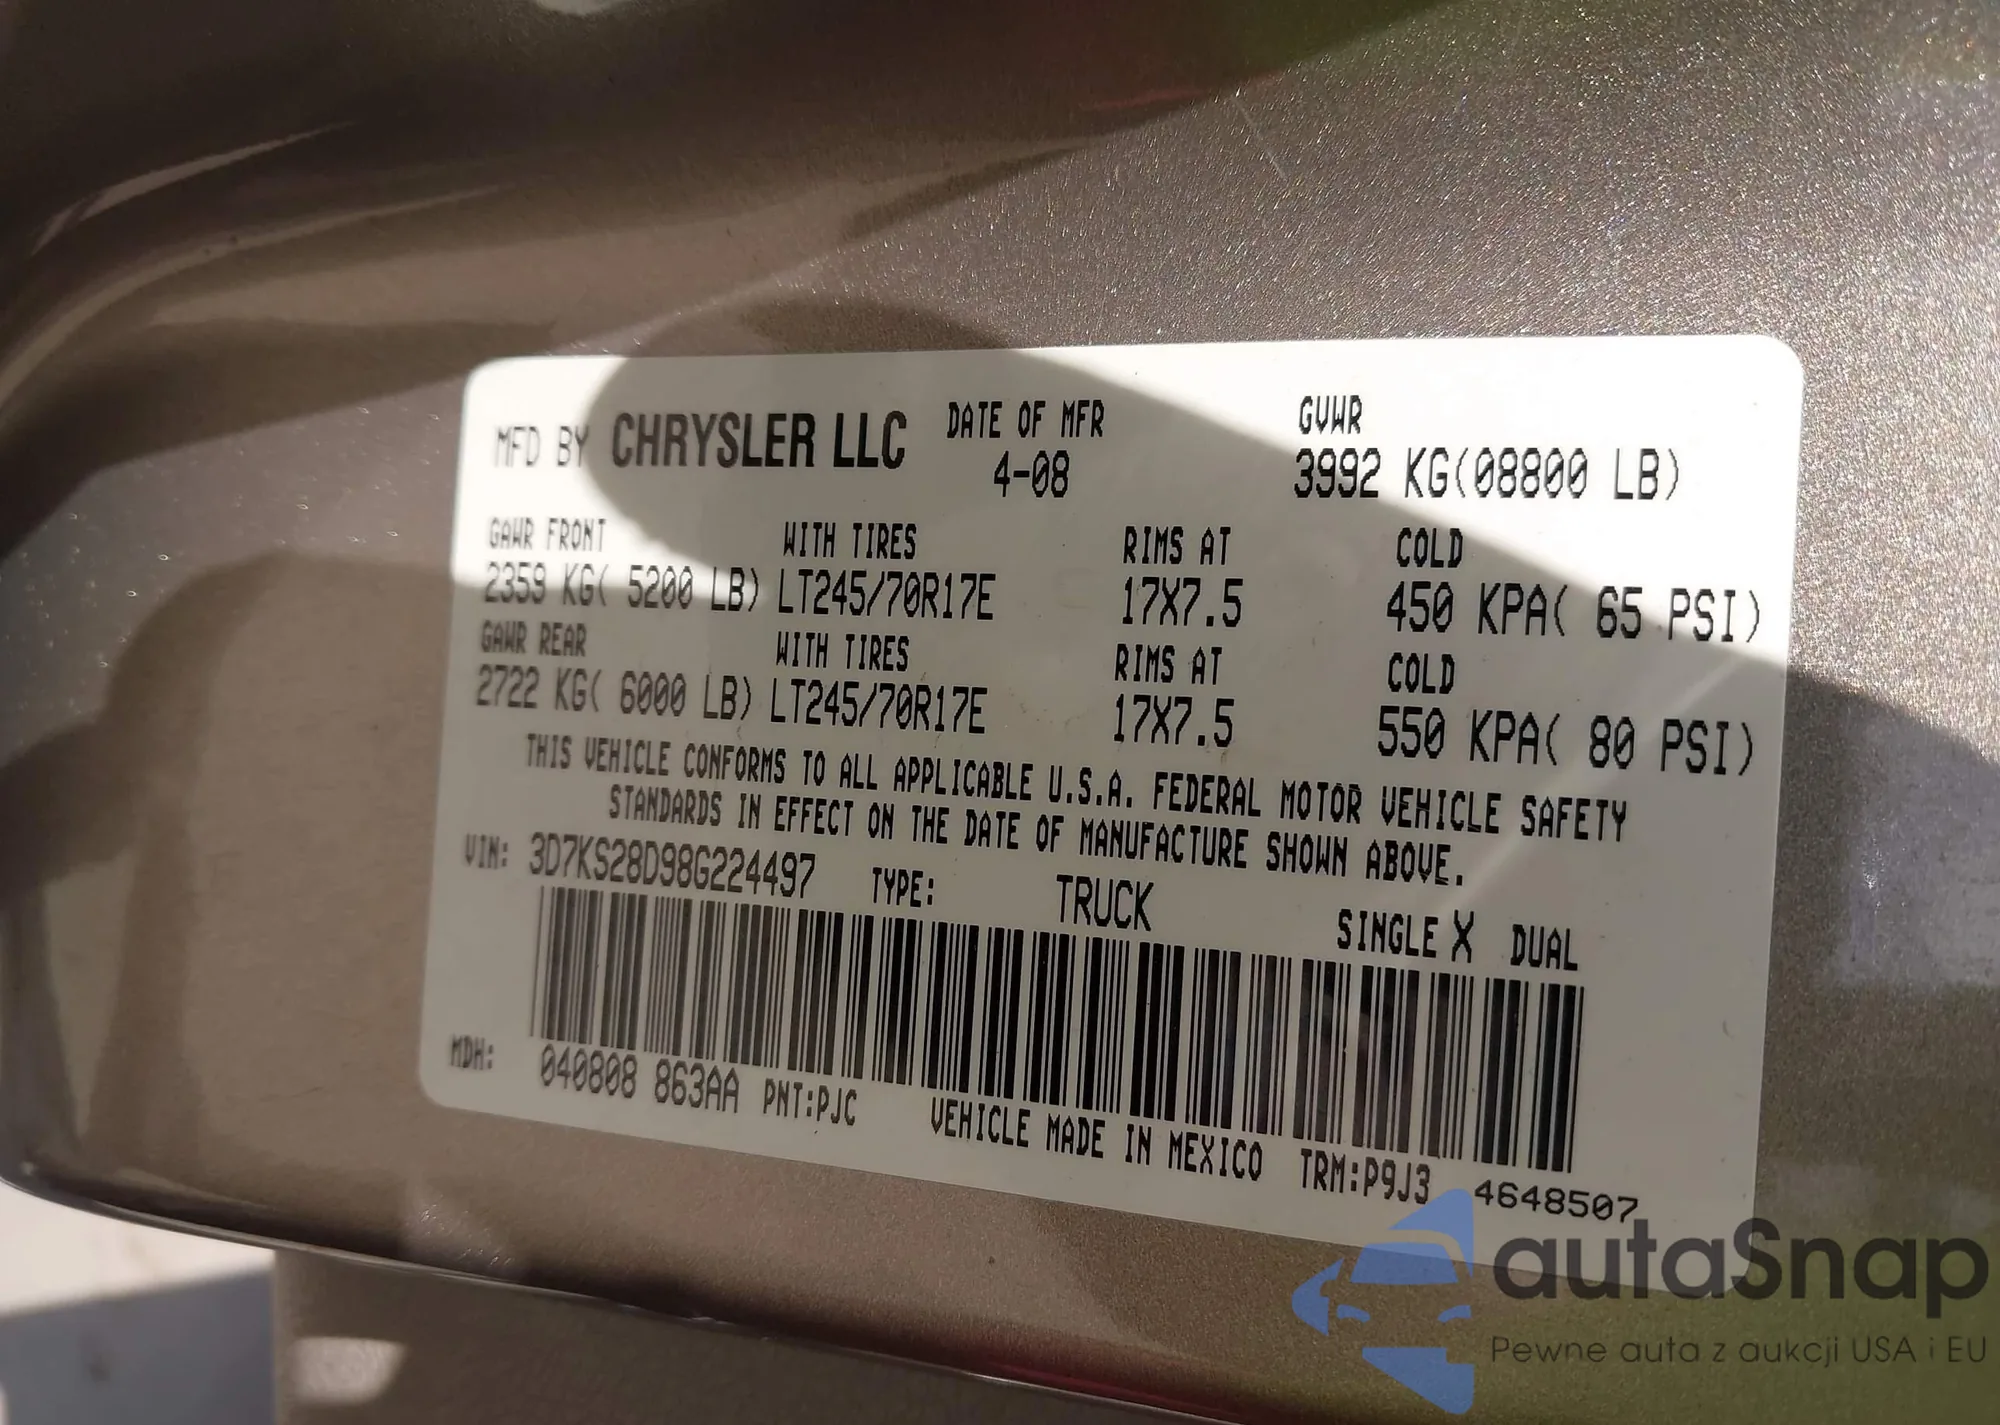 MFD BY CHRYSLER LLC DATE OF MFR GVWR
4-08 3992 KG(08800 LB)
GAWR FRONT WITH TIRES RIMS AT COLD
2359 KG( 5200 LB) LT245/70R17E 17X7.5 450 KPA( 65 PSI)
GAWR REAR WITH TIRES RIMS AT COLD
2722 KG( 6000 LB) LT245/70R17E 17X7.5 550 KPA( 80 PSI)
THIS VEHICLE CONFORMS TO ALL APPLICABLE U.S.A. FEDERAL MOTOR VEHICLE SAFETY
STANDARDS IN EFFECT ON THE DATE OF MANUFACTURE SHOWN ABOVE.
VIN: 3D7KS28D98G224497 TYPE: TRUCK SINGLE X DUAL
MDH: 040808 863AA PNT:PJC VEHICLE MADE IN MEXICO TRM:P9J3 4648507
autaSnap
Pewne auta z aukcji USA i EU